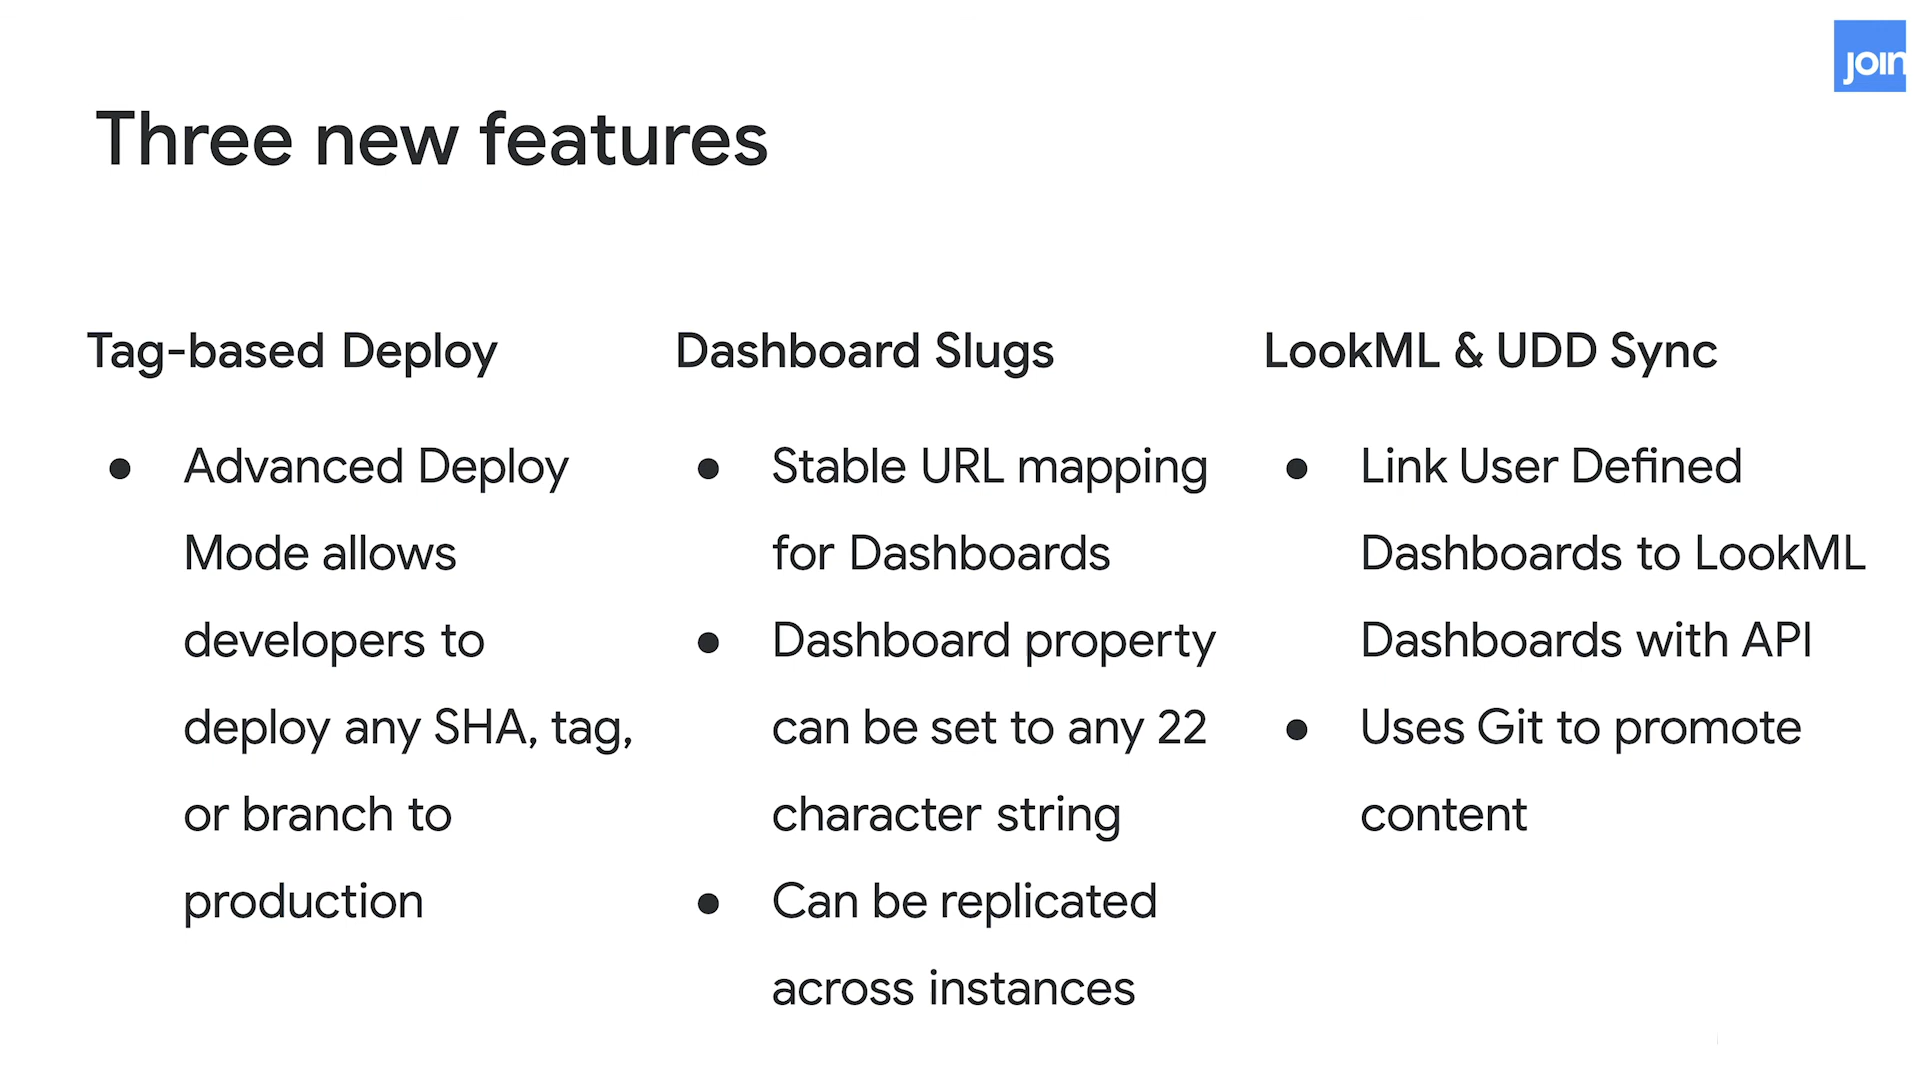 join
Three new features
Tag-based Deploy
● Advanced Deploy
Mode allows
developers to
deploy any SHA, tag,
or branch to
production
Dashboard Slugs
● Stable URL mapping
for Dashboards
● Dashboard property
can be set to any 22
character string
● Can be replicated
across instances
LookML & UDD Sync
● Link User Defined
Dashboards to LookML
Dashboards with API
● Uses Git to promote
content